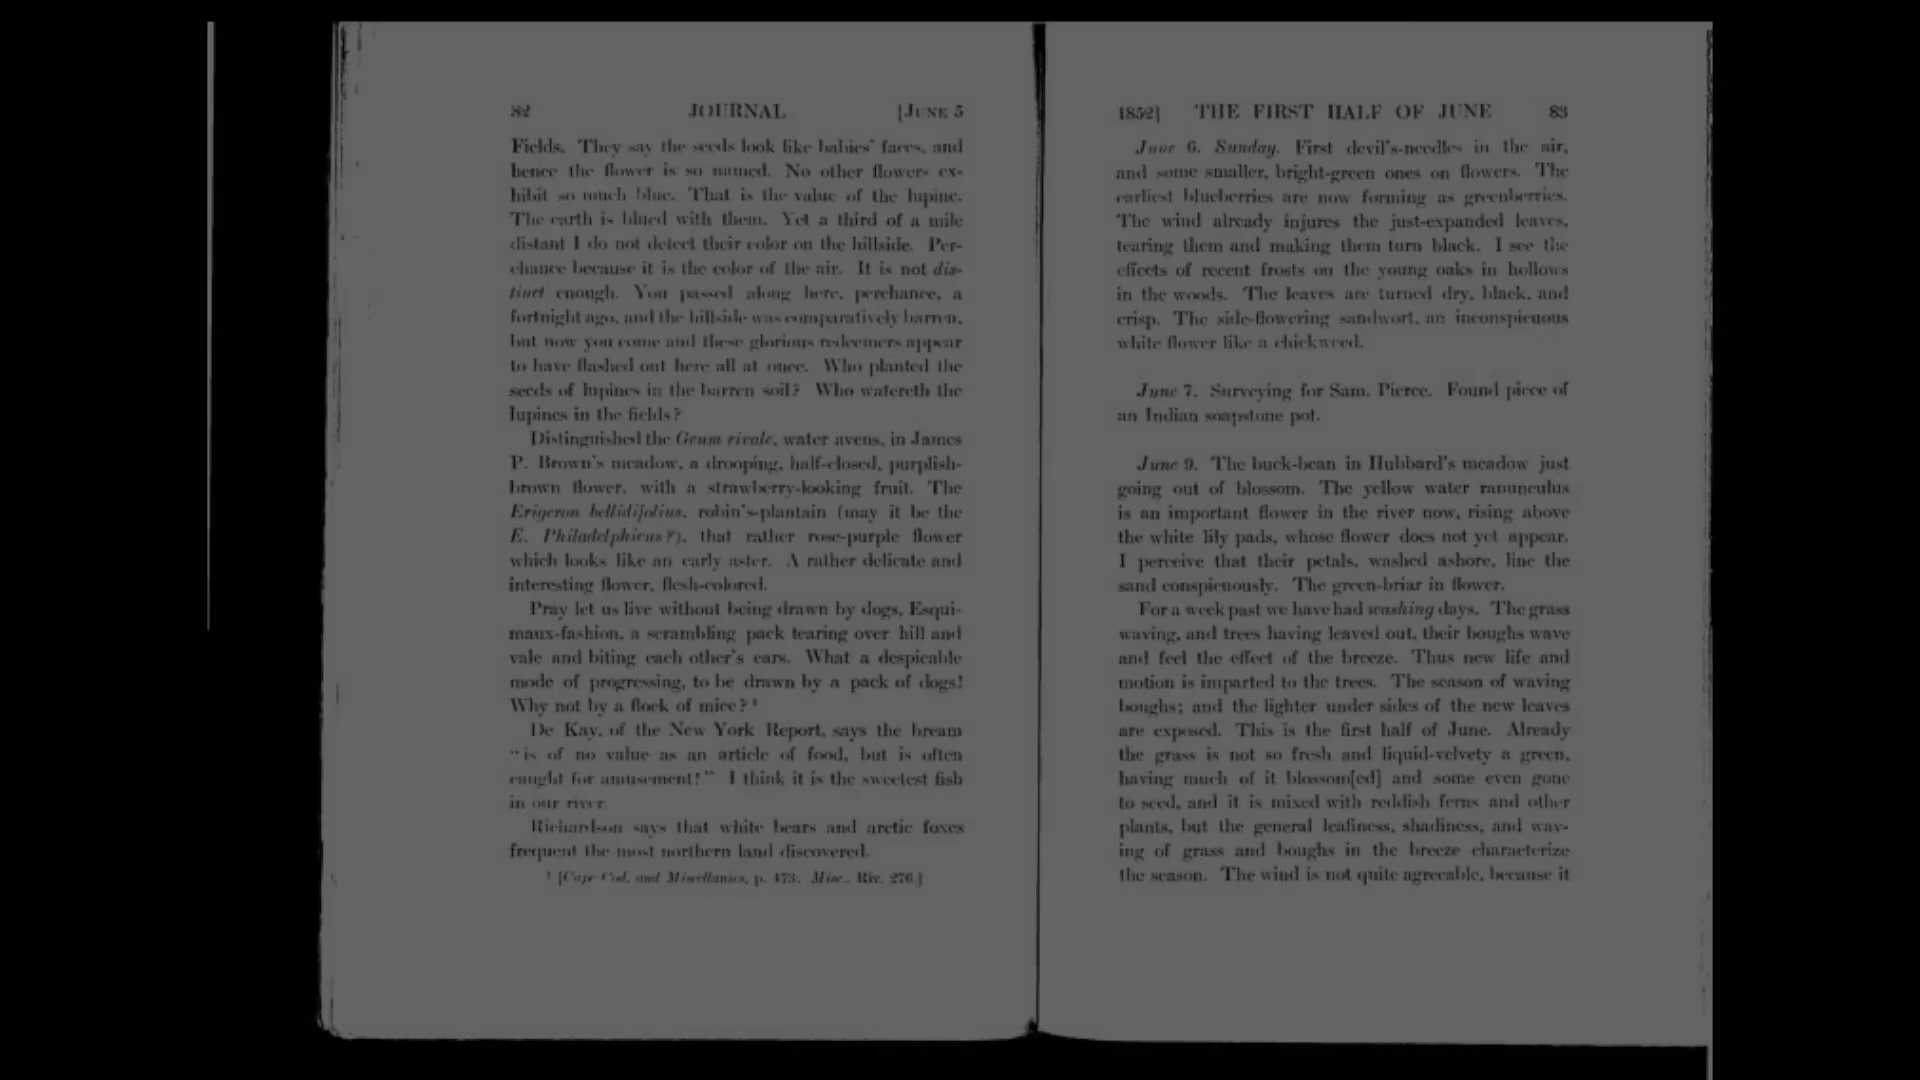 82 JOURNAL [JUNE 5
Fields. They say the seeds look like babies' faces, and
hence the flower is so named. No other flowers ex-
hibit so much blue. That is the value of the lupine.
The earth is blued with them. Yet a third of a mile
distant I do not detect their color on the hillside. Per-
chance because it is the color of the air. It is not dis-
tinct enough. You passed along here, perchance, a
fortnight ago, and the hillside was comparatively barren,
but now you come and these glorious redeemers appear
to have flashed out here all at once. Who planted the
seeds of lupines in the barren soil? Who watereth the
lupines in the fields?
Distinguished the Geum rivale, water avens, in James
P. Brown's meadow, a drooping, half-closed, purplish-
brown flower, with a strawberry-looking fruit. The
Erigeron bellidifolius, robin's-plantain (may it be the
E. Philadelphicus?), that rather rose-purple flower
which looks like an early aster. A rather delicate and
interesting flower, flesh-colored.
Pray let us live without being drawn by dogs, Esqui-
maux-fashion, a scrambling pack tearing over hill and
vale and biting each other's ears. What a despicable
mode of progressing, to be drawn by a pack of dogs!
Why not by a flock of mice? ¹
De Kay, of the New York Report, says the bream
"is of no value as an article of food, but is often
caught for amusement!" I think it is the sweetest fish
in our river.
Richardson says that white bears and arctic foxes
frequent the most northern land discovered.
¹ [Cape Cod, and Miscellanies, p. 473; Misc., Riv. 276.]
1852] THE FIRST HALF OF JUNE 83
June 6. Sunday. First devil's-needles in the air,
and some smaller, bright-green ones on flowers. The
earliest blueberries are now forming as greenberries.
The wind already injures the just-expanded leaves,
tearing them and making them turn black. I see the
effects of recent frosts on the young oaks in hollows
in the woods. The leaves are turned dry, black, and
crisp. The side-flowering sandwort, an inconspicuous
white flower like a chickweed.
June 7. Surveying for Sam. Pierce. Found piece of
an Indian soapstone pot.
June 9. The buck-bean in Hubbard's meadow just
going out of blossom. The yellow water ranunculus
is an important flower in the river now, rising above
the white lily pads, whose flower does not yet appear.
I perceive that their petals, washed ashore, line the
sand conspicuously. The green-briar in flower.
For a week past we have had washing days. The grass
waving, and trees having leaved out, their boughs wave
and feel the effect of the breeze. Thus new life and
motion is imparted to the trees. The season of waving
boughs; and the lighter under sides of the new leaves
are exposed. This is the first half of June. Already
the grass is not so fresh and liquid-velvety a green,
having much of it blossom[ed] and some even gone
to seed, and it is mixed with reddish ferns and other
plants, but the general leafiness, shadiness, and wav-
ing of grass and boughs in the breeze characterize
the season. The wind is not quite agreeable, because it